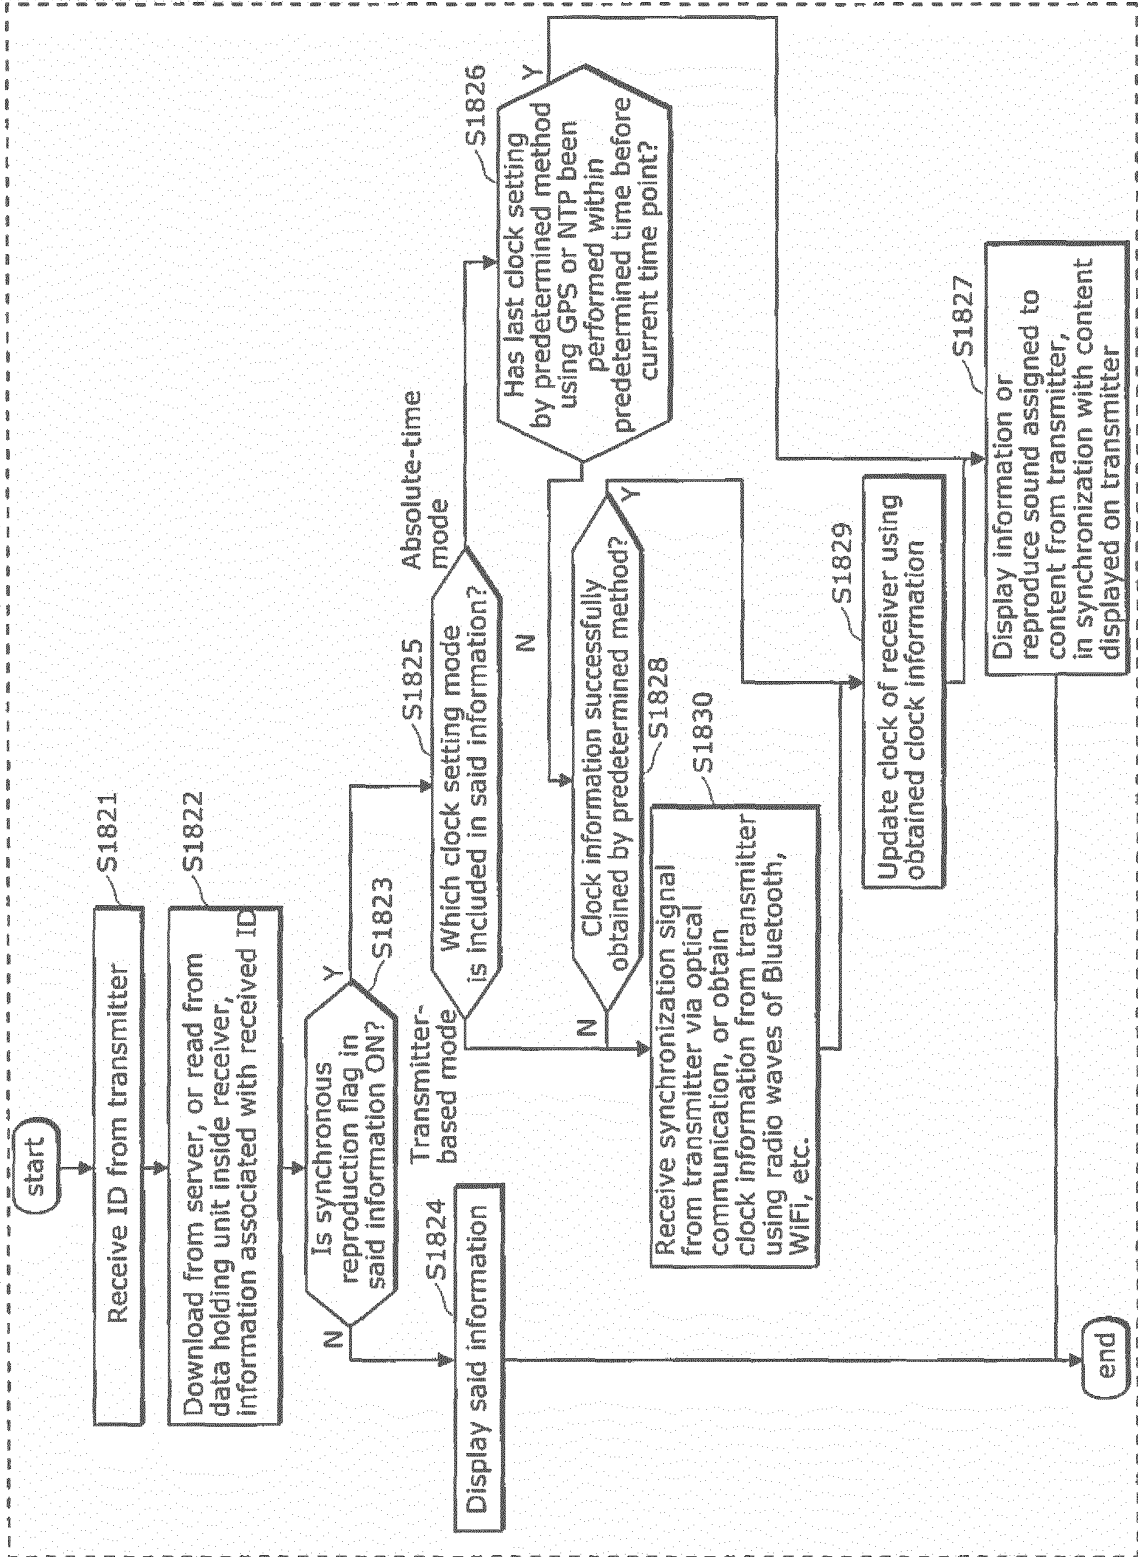 start
S1821
Receive ID from transmitter
S1822
Download from server, or read from
data holding unit inside receiver,
information associated with received ID
S1823
Is synchronous
reproduction flag in
said information ON?
Y
N
S1824
Display said information
S1825
Which clock setting mode
is included in said information?
Absolute-time
mode
Transmitter-
based mode
S1826
Has last clock setting
by predetermined method
using GPS or NTP been
performed within
predetermined time before
current time point?
Y
N
Clock information successfully
obtained by predetermined method?
S1828
Y
N
S1830
Receive synchronization signal
from transmitter via optical
communication, or obtain
clock information from transmitter
using radio waves of Bluetooth,
WiFi, etc.
S1829
Update clock of receiver using
obtained clock information
S1827
Display information or
reproduce sound assigned to
content from transmitter,
in synchronization with content
displayed on transmitter
end